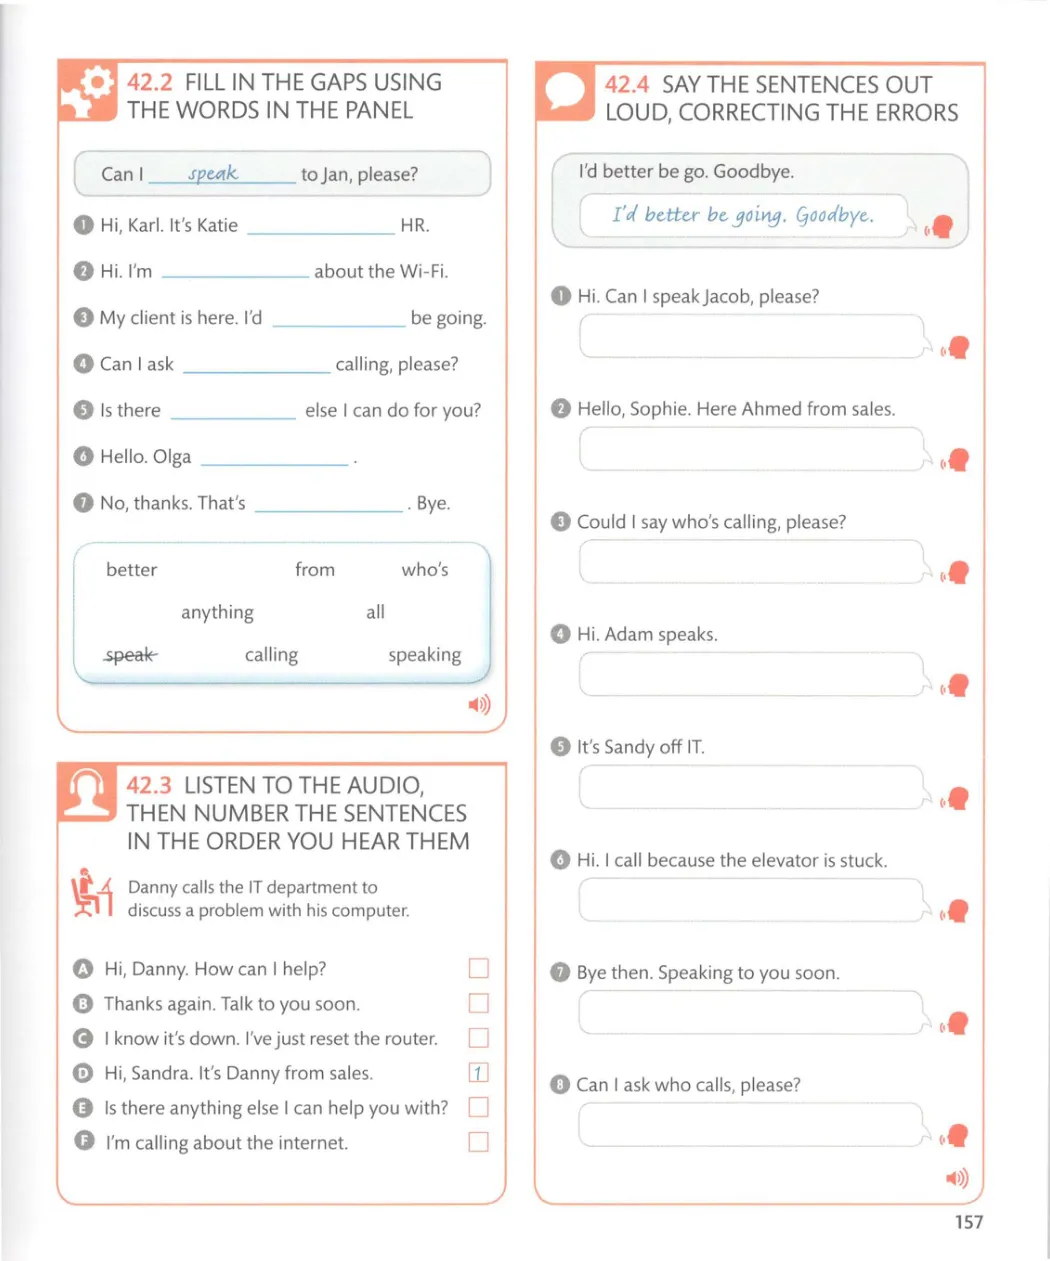 42.2 FILL IN THE GAPS USING
THE WORDS IN THE PANEL
Can I speak to Jan, please?
1 Hi, Karl. It's Katie ______ HR.
2 Hi. I'm ______ about the Wi-Fi.
3 My client is here. I'd ______ be going.
4 Can I ask ______ calling, please?
5 Is there ______ else I can do for you?
6 Hello. Olga ______ .
7 No, thanks. That's ______ . Bye.
better from who's
anything all
speak calling speaking
42.3 LISTEN TO THE AUDIO,
THEN NUMBER THE SENTENCES
IN THE ORDER YOU HEAR THEM
Danny calls the IT department to
discuss a problem with his computer.
A Hi, Danny. How can I help?
B Thanks again. Talk to you soon.
C I know it's down. I've just reset the router.
D Hi, Sandra. It's Danny from sales. 1
E Is there anything else I can help you with?
F I'm calling about the internet.
42.4 SAY THE SENTENCES OUT
LOUD, CORRECTING THE ERRORS
I'd better be go. Goodbye.
I'd better be going. Goodbye.
1 Hi. Can I speak Jacob, please?
2 Hello, Sophie. Here Ahmed from sales.
3 Could I say who's calling, please?
4 Hi. Adam speaks.
5 It's Sandy off IT.
6 Hi. I call because the elevator is stuck.
7 Bye then. Speaking to you soon.
8 Can I ask who calls, please?
157